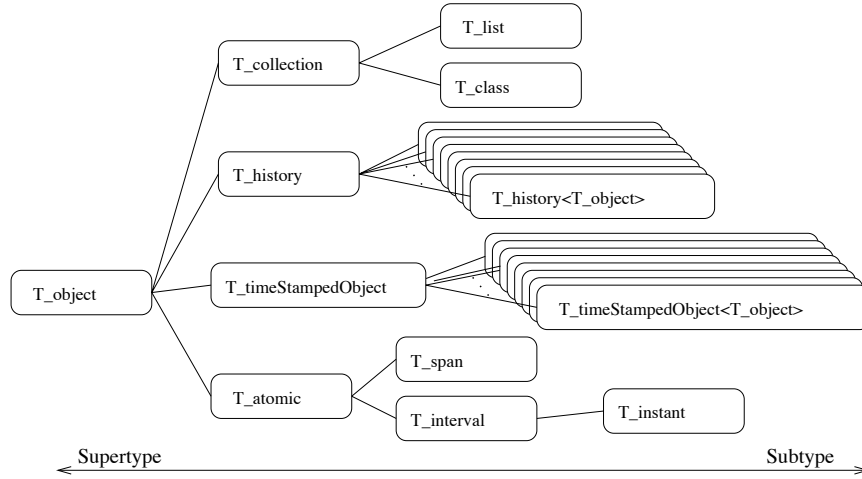 T_list
T_collection
T_class
T_history
T_history<T_object>
T_object
T_timeStampedObject
T_timeStampedObject<T_object>
T_span
T_atomic
T_interval
T_instant
Supertype
Subtype